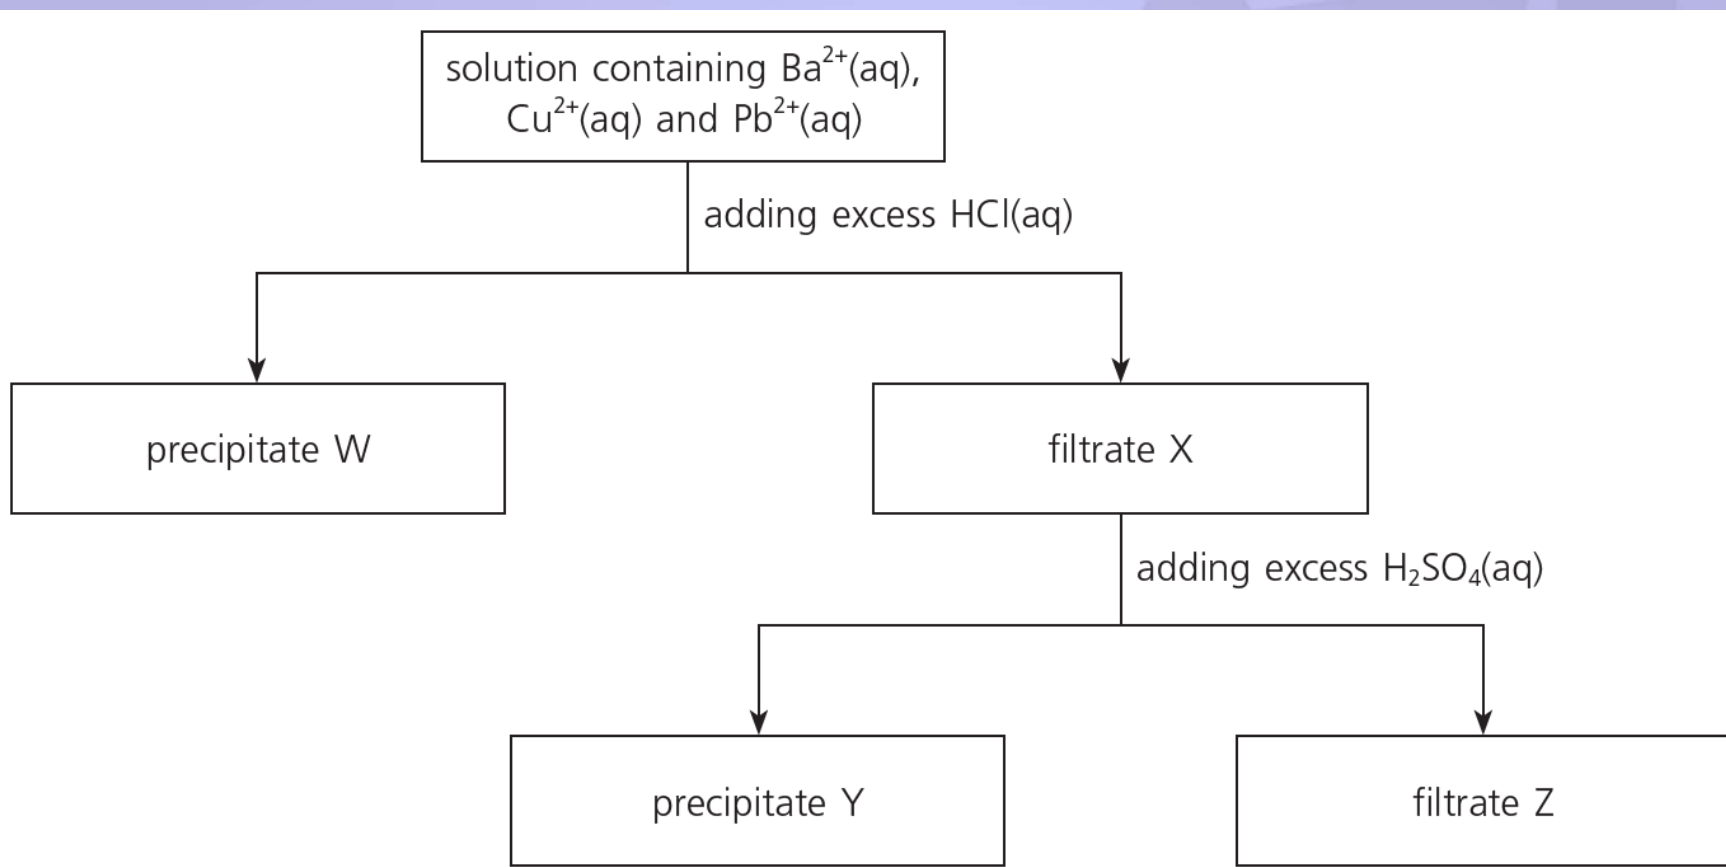 solution containing Ba²⁺(aq),
Cu²⁺(aq) and Pb²⁺(aq)
adding excess HCl(aq)
precipitate W
filtrate X
adding excess H₂SO₄(aq)
precipitate Y
filtrate Z